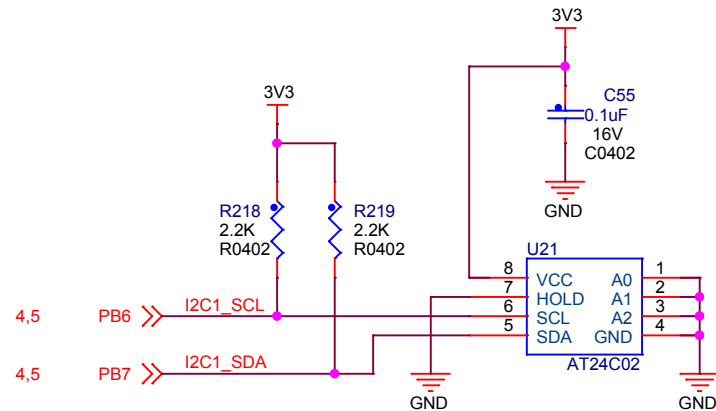 3V3
C55
0.1uF
16V
C0402
GND
3V3
R218
2.2K
R0402
R219
2.2K
R0402
U21
8 VCC A0 1
7 HOLD A1 2
6 SCL A2 3
5 SDA GND 4
AT24C02
4,5 PB6 I2C1_SCL
4,5 PB7 I2C1_SDA
GND
GND